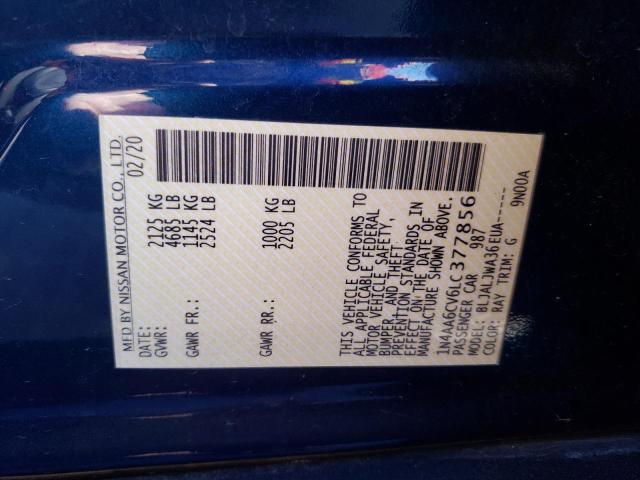 MFD BY NISSAN MOTOR CO., LTD.
DATE: 02/20
GVWR: 2125 KG
4685 LB
GAWR FR.: 1145 KG
2524 LB
GAWR RR.: 1000 KG
2205 LB
THIS VEHICLE CONFORMS TO
ALL APPLICABLE FEDERAL
MOTOR VEHICLE SAFETY,
BUMPER, AND THEFT
PREVENTION STANDARDS IN
EFFECT ON THE DATE OF
MANUFACTURE SHOWN ABOVE.
1N4AA6CV6LC377856
PASSENGER CAR 987
MODEL: BLJALJWA36EUA-----
COLOR: RAY TRIM: G 9N00A